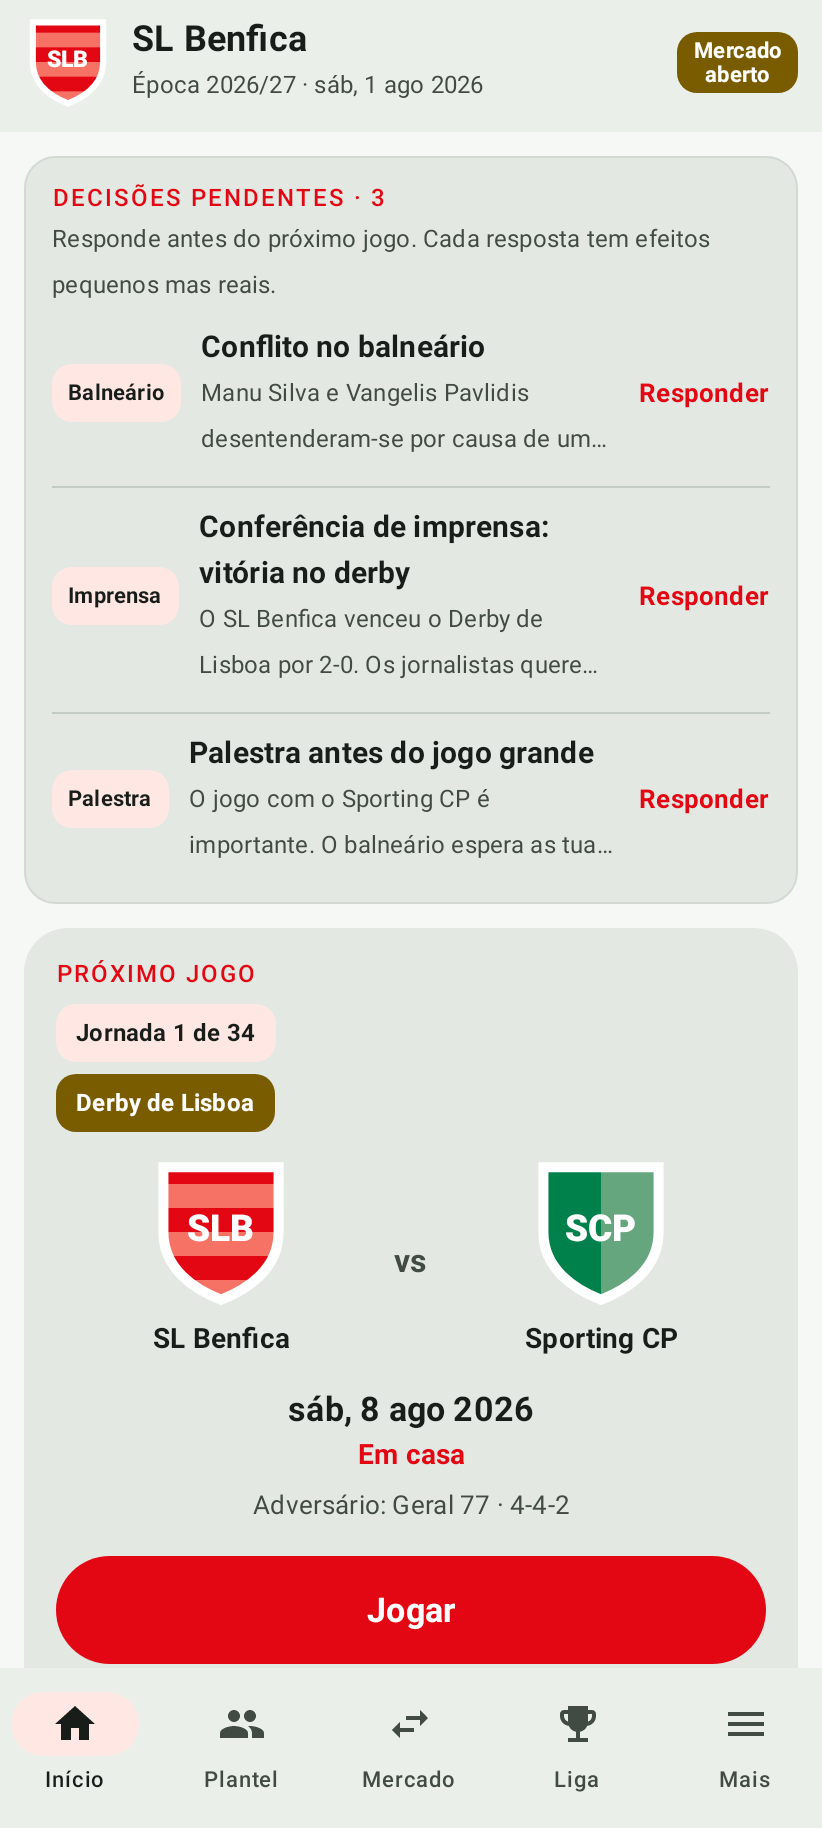 SLB
SL Benfica
Época 2026/27 · sáb, 1 ago 2026
Mercado
aberto
DECISÕES PENDENTES · 3
Responde antes do próximo jogo. Cada resposta tem efeitos
pequenos mas reais.
Balneário
Conflito no balneário
Manu Silva e Vangelis Pavlidis
desentenderam-se por causa de um…
Responder
Imprensa
Conferência de imprensa:
vitória no derby
O SL Benfica venceu o Derby de
Lisboa por 2-0. Os jornalistas quere…
Responder
Palestra
Palestra antes do jogo grande
O jogo com o Sporting CP é
importante. O balneário espera as tua…
Responder
PRÓXIMO JOGO
Jornada 1 de 34
Derby de Lisboa
SLB
vs
SCP
SL Benfica
Sporting CP
sáb, 8 ago 2026
Em casa
Adversário: Geral 77 · 4-4-2
Jogar
Início
Plantel
Mercado
Liga
Mais